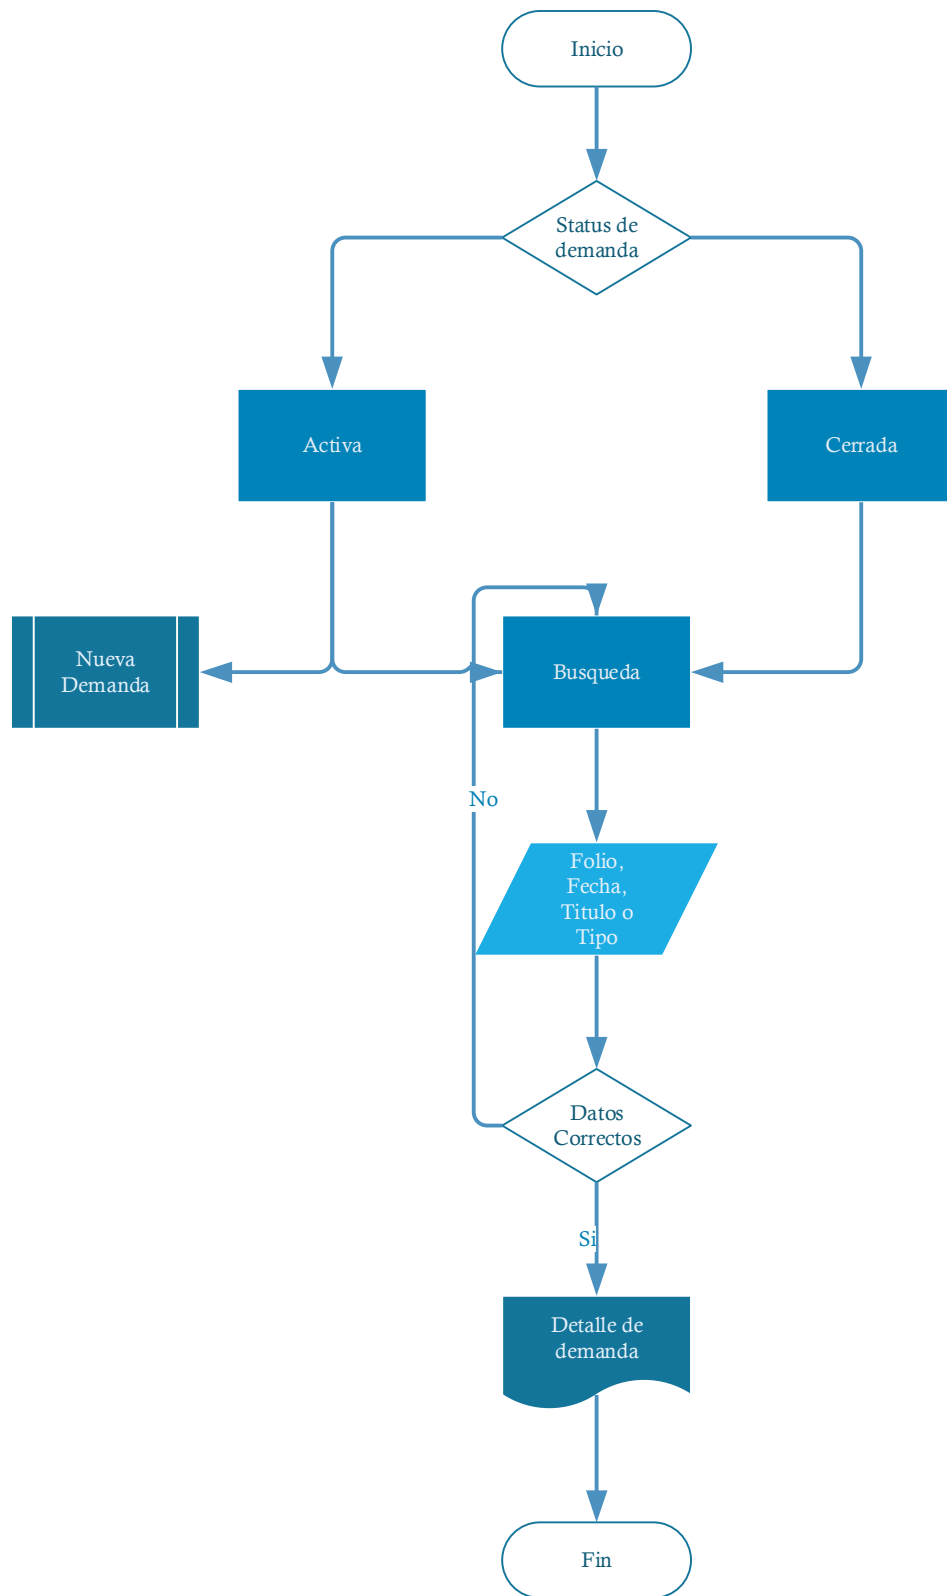 Inicio
Status de
demanda
Activa
Cerrada
Nueva
Demanda
Busqueda
No
Folio,
Fecha,
Titulo o
Tipo
Datos
Correctos
Si
Detalle de
demanda
Fin